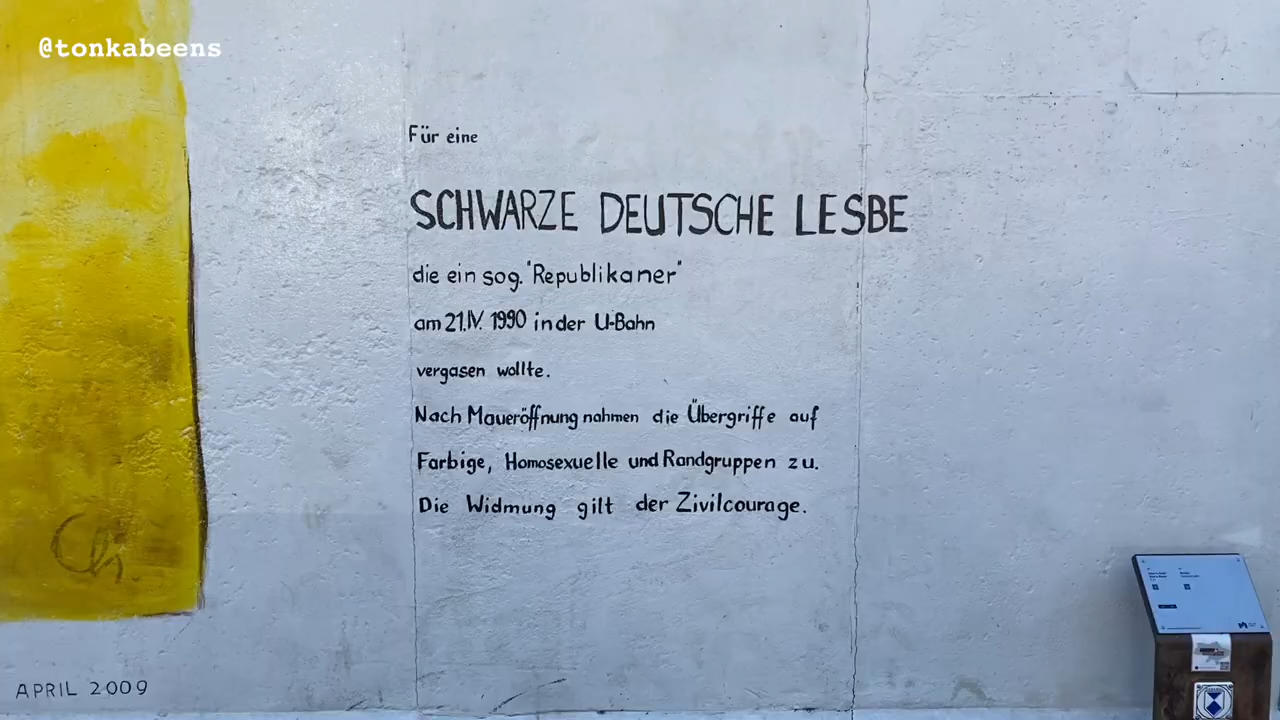 @tonkabeens
Für eine
SCHWARZE DEUTSCHE LESBE
die ein sog. "Republikaner"
am 21.IV. 1990 in der U-Bahn
vergasen wollte.
Nach Maueröffnung nahmen die Übergriffe auf
Farbige, Homosexuelle und Randgruppen zu.
Die Widmung gilt der Zivilcourage.
Ch.
APRIL 2009